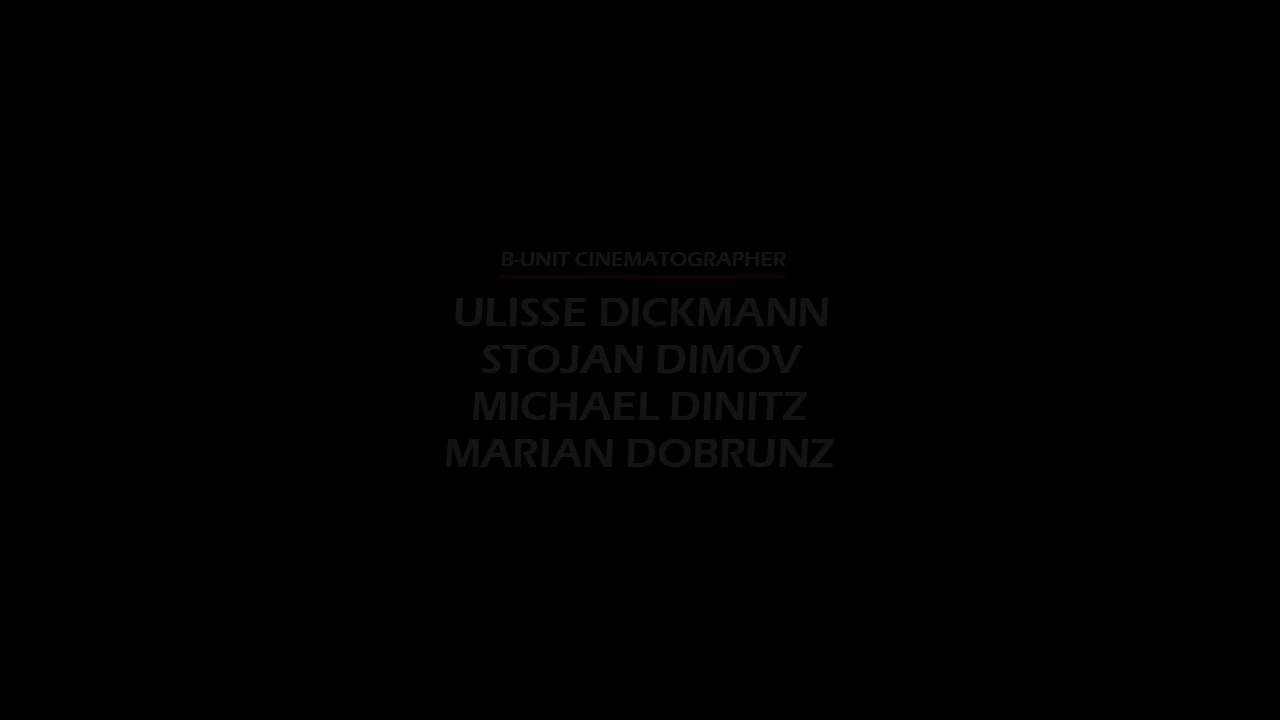 B-UNIT CINEMATOGRAPHER
ULISSE DICKMANN
STOJAN DIMOV
MICHAEL DINITZ
MARIAN DOBRUNZ